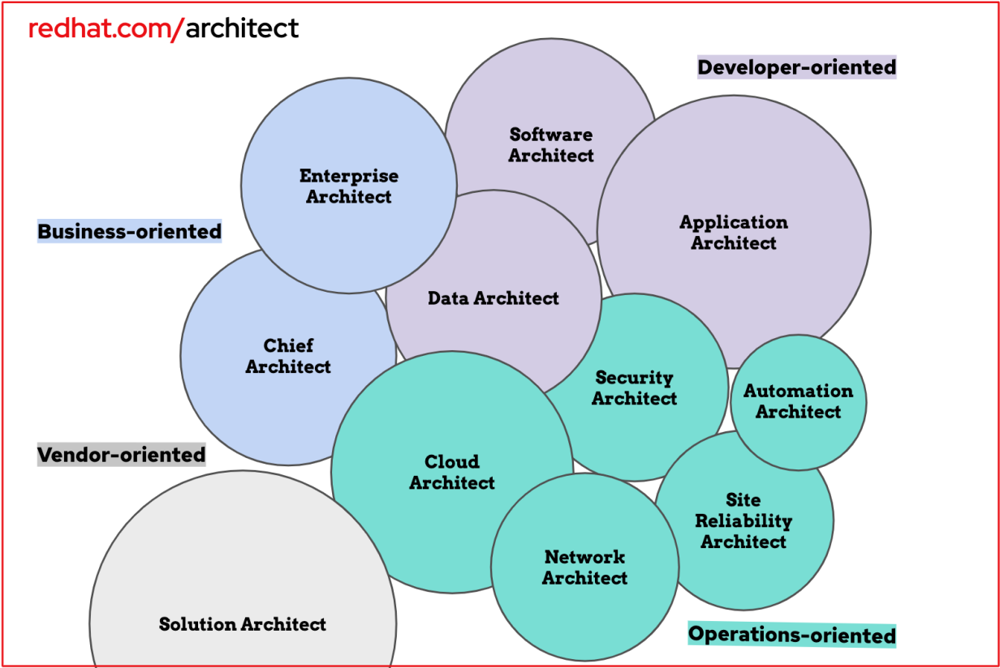 redhat.com/architect
Developer-oriented
Software
Architect
Enterprise
Architect
Application
Architect
Business-oriented
Data Architect
Chief
Architect
Security
Architect
Automation
Architect
Vendor-oriented
Cloud
Architect
Site
Reliability
Architect
Network
Architect
Solution Architect
Operations-oriented